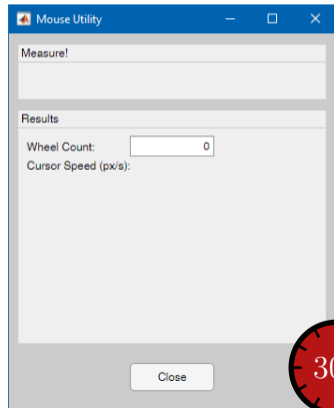 Mouse Utility
Measure!
Results
Wheel Count: 0
Cursor Speed (px/s):
Close
30